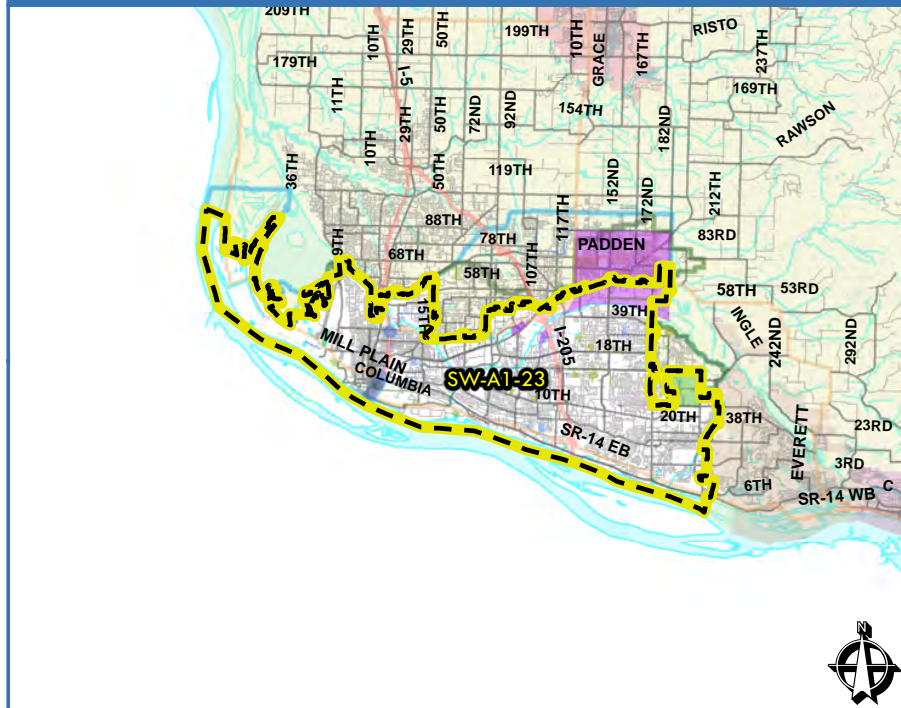 209TH
10TH
29TH
50TH
199TH
10TH
GRACE
167TH
RISTO
237TH
179TH
I-5
11TH
72ND
92ND
154TH
182ND
169TH
RAWSON
10TH
29TH
50TH
36TH
50TH
119TH
152ND
172ND
212TH
88TH
117TH
PADDEN
83RD
68TH
78TH
107TH
58TH
58TH
53RD
15TH
39TH
INGLE
242ND
292ND
MILL PLAIN
I-205
18TH
COLUMBIA
SW-A1-23
10TH
20TH
38TH
EVERETT
23RD
SR-14 EB
3RD
6TH
SR-14 WB
C
N